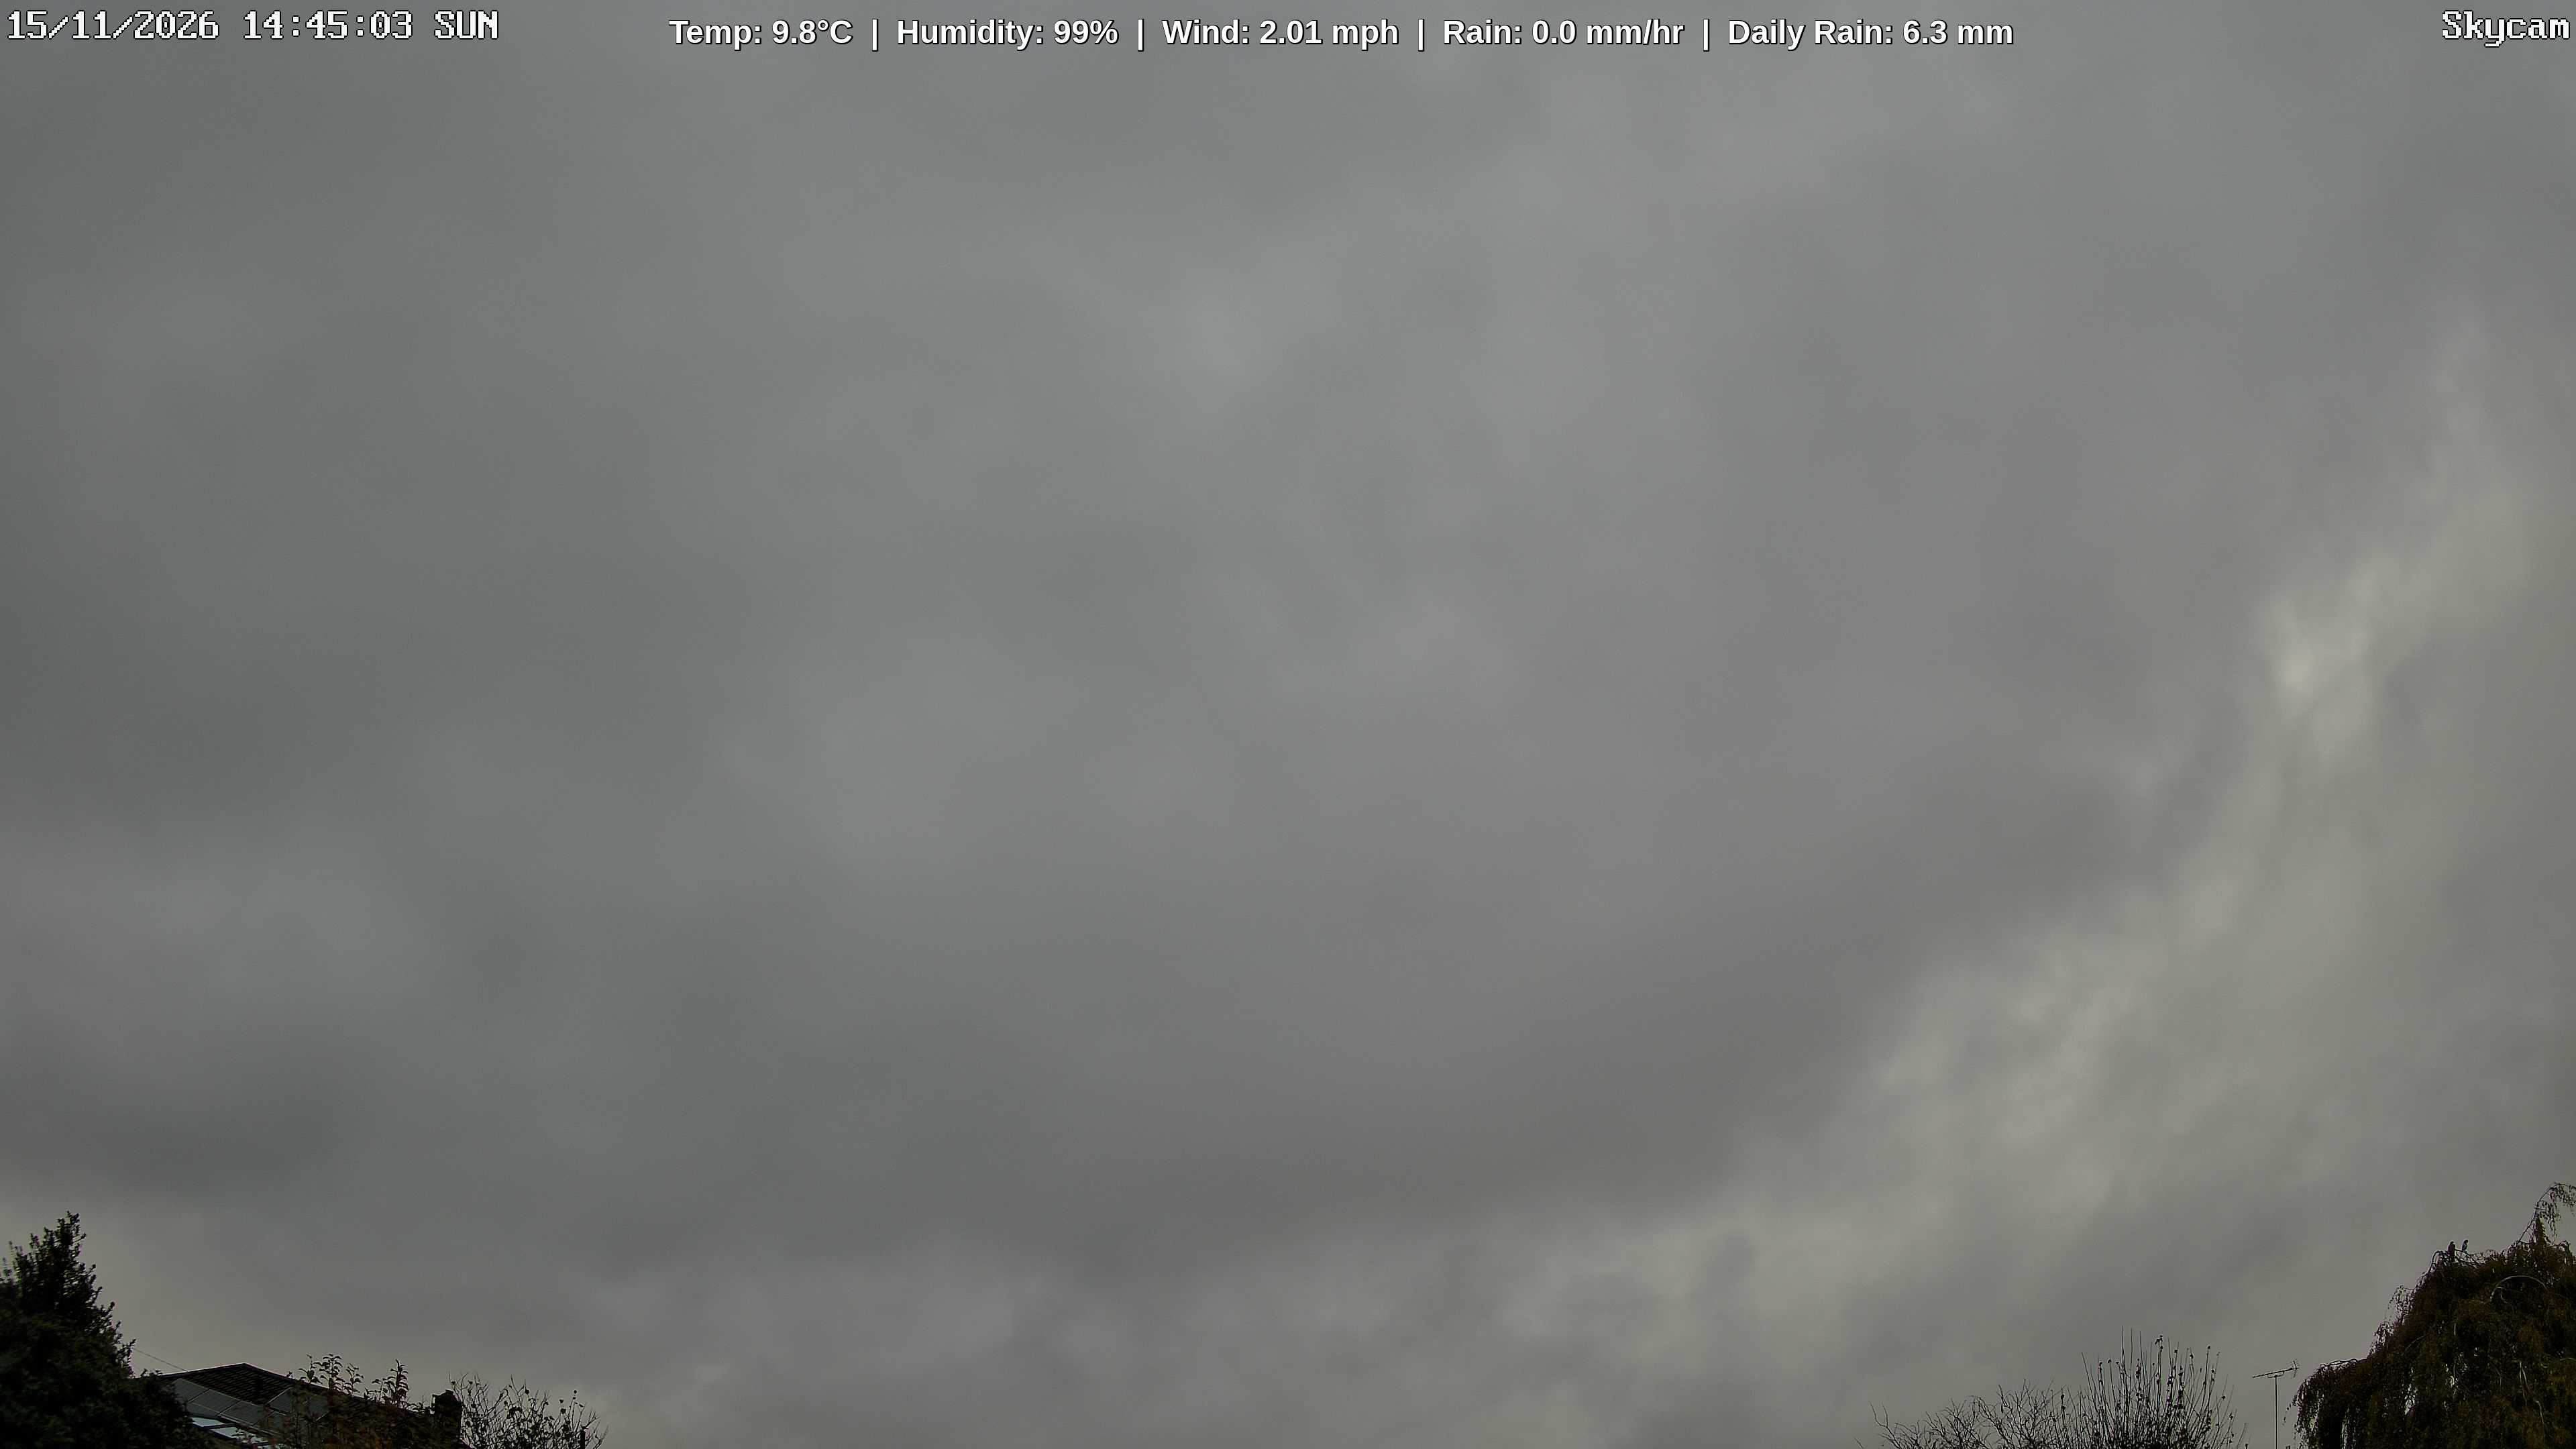 15/11/2026 14:45:03 SUN
Temp: 9.8°C | Humidity: 99% | Wind: 2.01 mph | Rain: 0.0 mm/hr | Daily Rain: 6.3 mm
Skycam